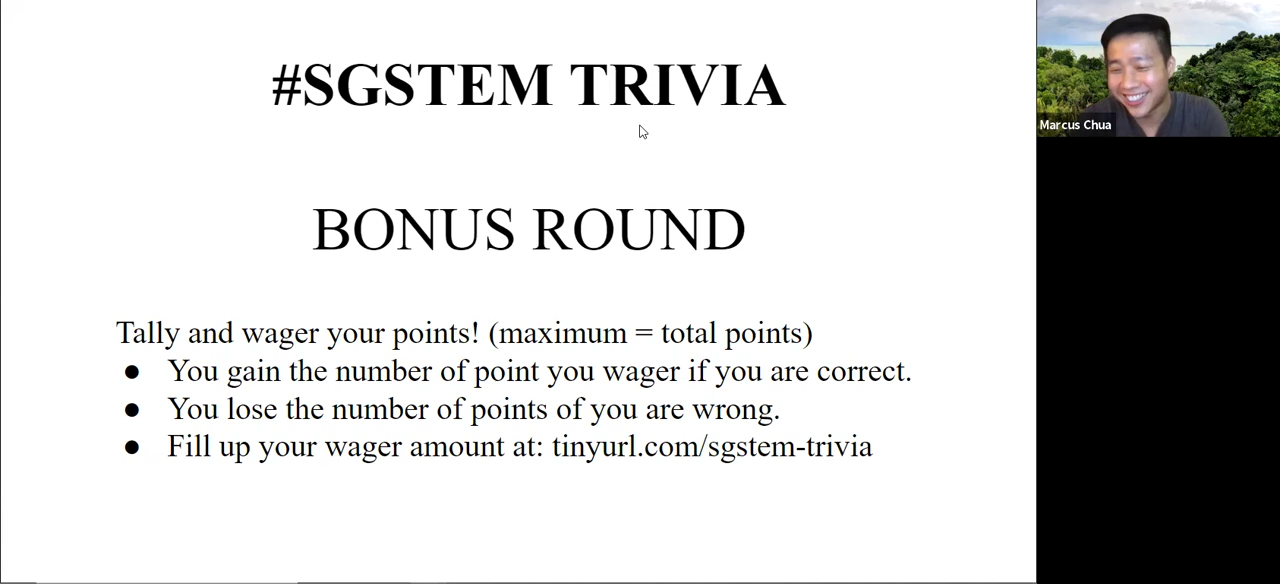 #SGSTEM TRIVIA
BONUS ROUND
Tally and wager your points! (maximum = total points)
● You gain the number of point you wager if you are correct.
● You lose the number of points of you are wrong.
● Fill up your wager amount at: tinyurl.com/sgstem-trivia
Marcus Chua